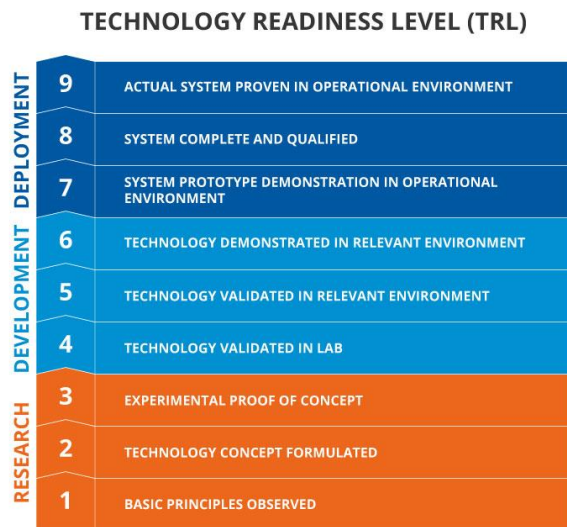 TECHNOLOGY READINESS LEVEL (TRL)
DEPLOYMENT
9
ACTUAL SYSTEM PROVEN IN OPERATIONAL ENVIRONMENT
8
SYSTEM COMPLETE AND QUALIFIED
7
SYSTEM PROTOTYPE DEMONSTRATION IN OPERATIONAL
ENVIRONMENT
DEVELOPMENT
6
TECHNOLOGY DEMONSTRATED IN RELEVANT ENVIRONMENT
5
TECHNOLOGY VALIDATED IN RELEVANT ENVIRONMENT
4
TECHNOLOGY VALIDATED IN LAB
RESEARCH
3
EXPERIMENTAL PROOF OF CONCEPT
2
TECHNOLOGY CONCEPT FORMULATED
1
BASIC PRINCIPLES OBSERVED